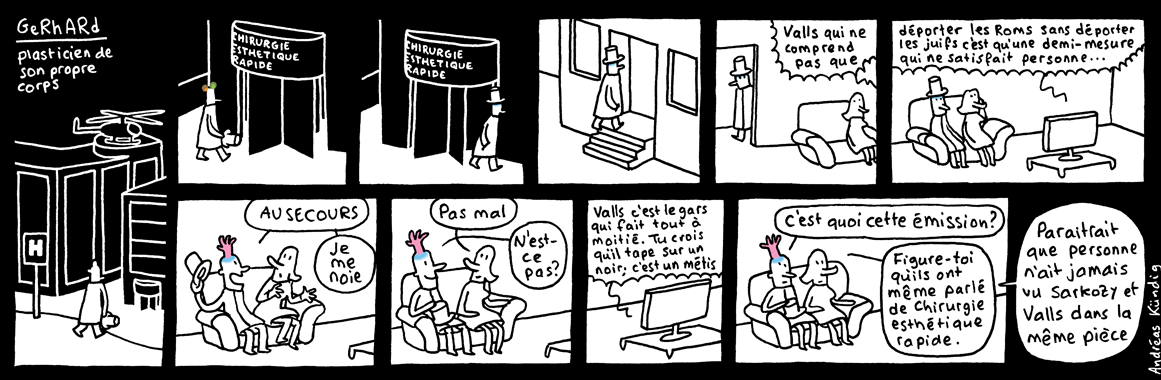 GeRhARd
plasticien de
son propre
corps
H
CHIRURGIE
ESTHETIQUE
RAPIDE
CHIRURGIE
ESTHETIQUE
RAPIDE
Valls qui ne
comprend
pas que
déporter les Roms sans déporter
les juifs c'est qu'une demi-mesure
qui ne satisfait personne...
AU SECOURS
Je
me
noie
Pas mal
N'est-
ce
pas?
Valls c'est le gars
qui fait tout à
moitié. Tu crois
qu'il tape sur un
noir, c'est un métis
C'est quoi cette émission?
Figure-toi
qu'ils ont
même parlé
de Chirurgie
esthétique
rapide.
Paraitrait
que personne
n'ait jamais
vu Sarkozy et
Valls dans la
même pièce
Andréas Kündig